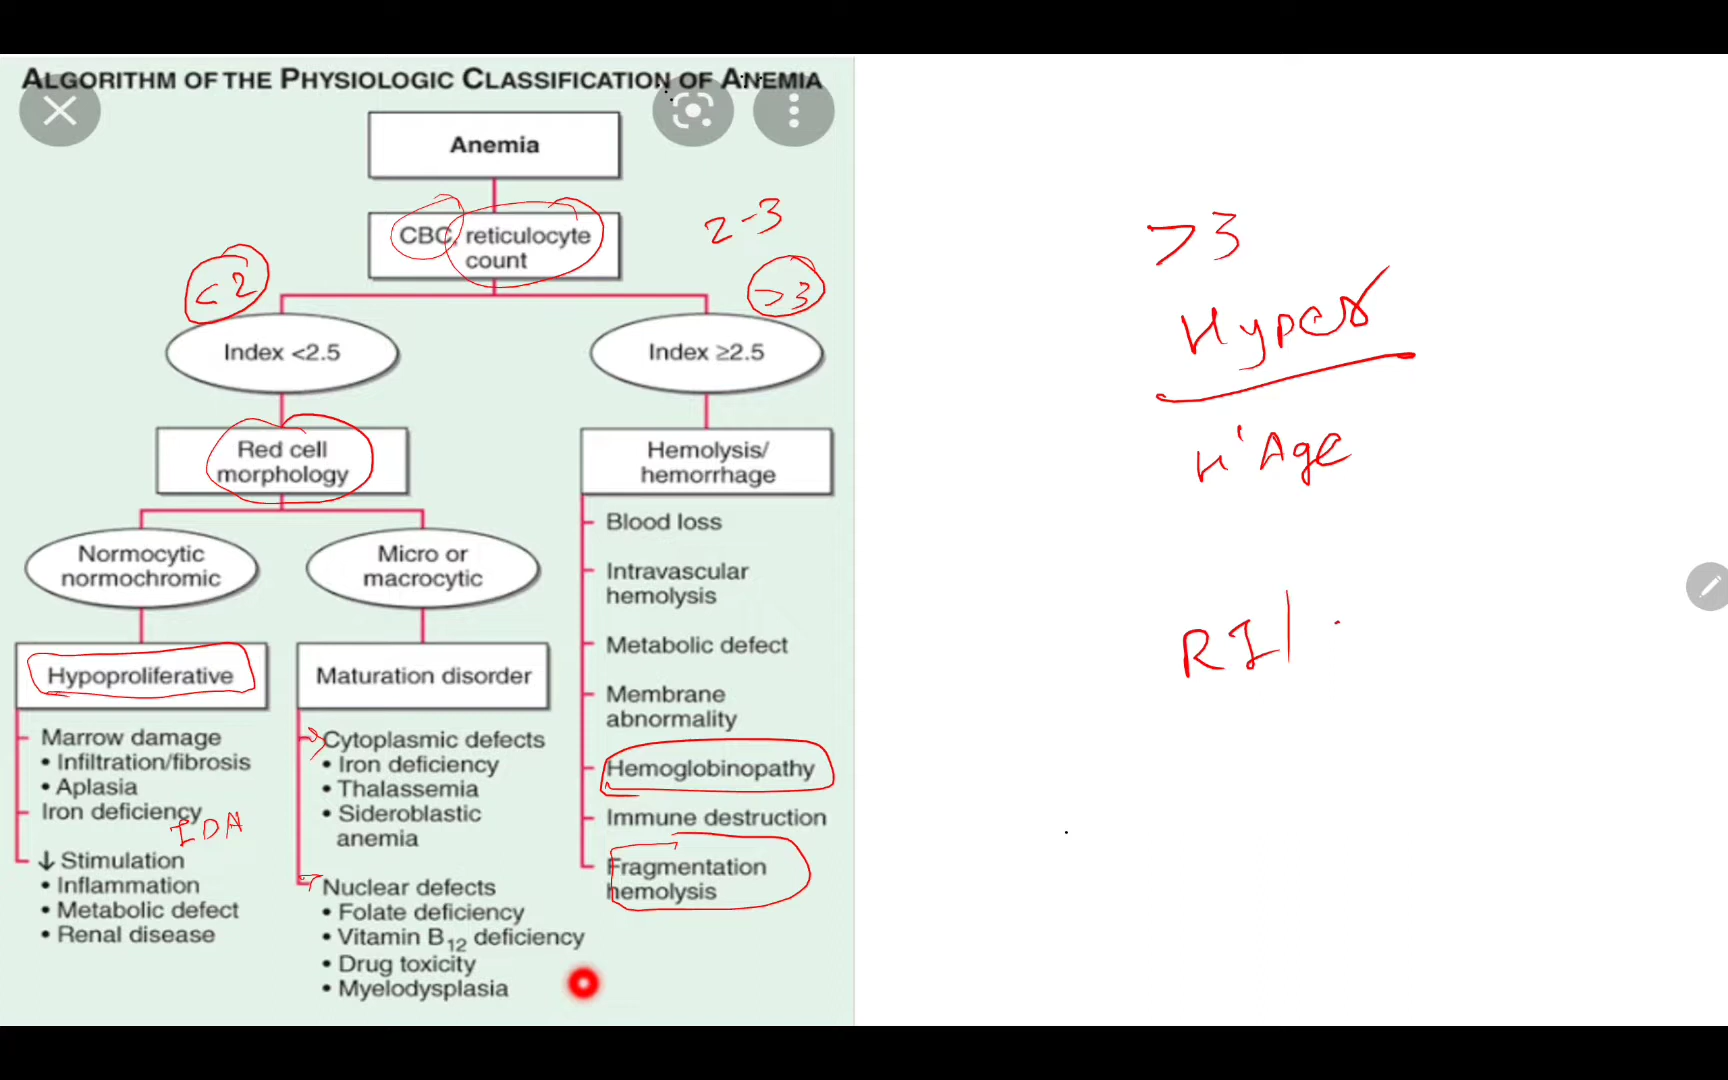 ALGORITHM OF THE PHYSIOLOGIC CLASSIFICATION OF ANEMIA
Anemia
CBC, reticulocyte
count
2-3
<2
>3
Index <2.5
Index ≥2.5
Red cell
morphology
Hemolysis/
hemorrhage
Blood loss
Intravascular
hemolysis
Metabolic defect
Membrane
abnormality
Hemoglobinopathy
Immune destruction
Fragmentation
hemolysis
Normocytic
normochromic
Micro or
macrocytic
Hypoproliferative
Marrow damage
• Infiltration/fibrosis
• Aplasia
Iron deficiency
IDA
↓ Stimulation
• Inflammation
• Metabolic defect
• Renal disease
Maturation disorder
Cytoplasmic defects
• Iron deficiency
• Thalassemia
• Sideroblastic
anemia
Nuclear defects
• Folate deficiency
• Vitamin B12 deficiency
• Drug toxicity
• Myelodysplasia
>3
Hyper
H'Age
RI